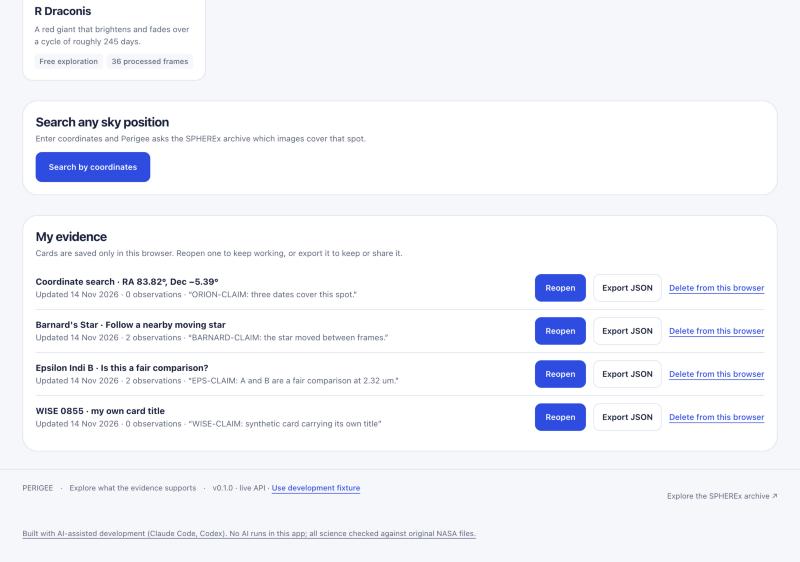 R Draconis
A red giant that brightens and fades over
a cycle of roughly 245 days.
Free exploration
36 processed frames
Search any sky position
Enter coordinates and Perigee asks the SPHEREx archive which images cover that spot.
Search by coordinates
My evidence
Cards are saved only in this browser. Reopen one to keep working, or export it to keep or share it.
Coordinate search · RA 83.82°, Dec −5.39°
Updated 14 Nov 2026 · 0 observations · “ORION-CLAIM: three dates cover this spot.”
Reopen
Export JSON
Delete from this browser
Barnard's Star · Follow a nearby moving star
Updated 14 Nov 2026 · 2 observations · “BARNARD-CLAIM: the star moved between frames.”
Reopen
Export JSON
Delete from this browser
Epsilon Indi B · Is this a fair comparison?
Updated 14 Nov 2026 · 2 observations · “EPS-CLAIM: A and B are a fair comparison at 2.32 um.”
Reopen
Export JSON
Delete from this browser
WISE 0855 · my own card title
Updated 14 Nov 2026 · 0 observations · “WISE-CLAIM: synthetic card carrying its own title”
Reopen
Export JSON
Delete from this browser
PERIGEE · Explore what the evidence supports · v0.1.0 · live API · Use development fixture
Explore the SPHEREx archive ↗
Built with AI-assisted development (Claude Code, Codex). No AI runs in this app; all science checked against original NASA files.